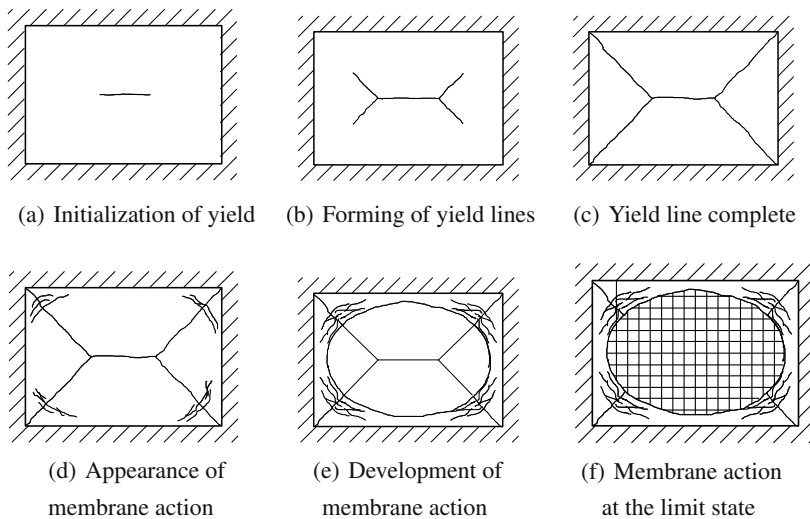 (a) Initialization of yield
(b) Forming of yield lines
(c) Yield line complete
(d) Appearance of
membrane action
(e) Development of
membrane action
(f) Membrane action
at the limit state